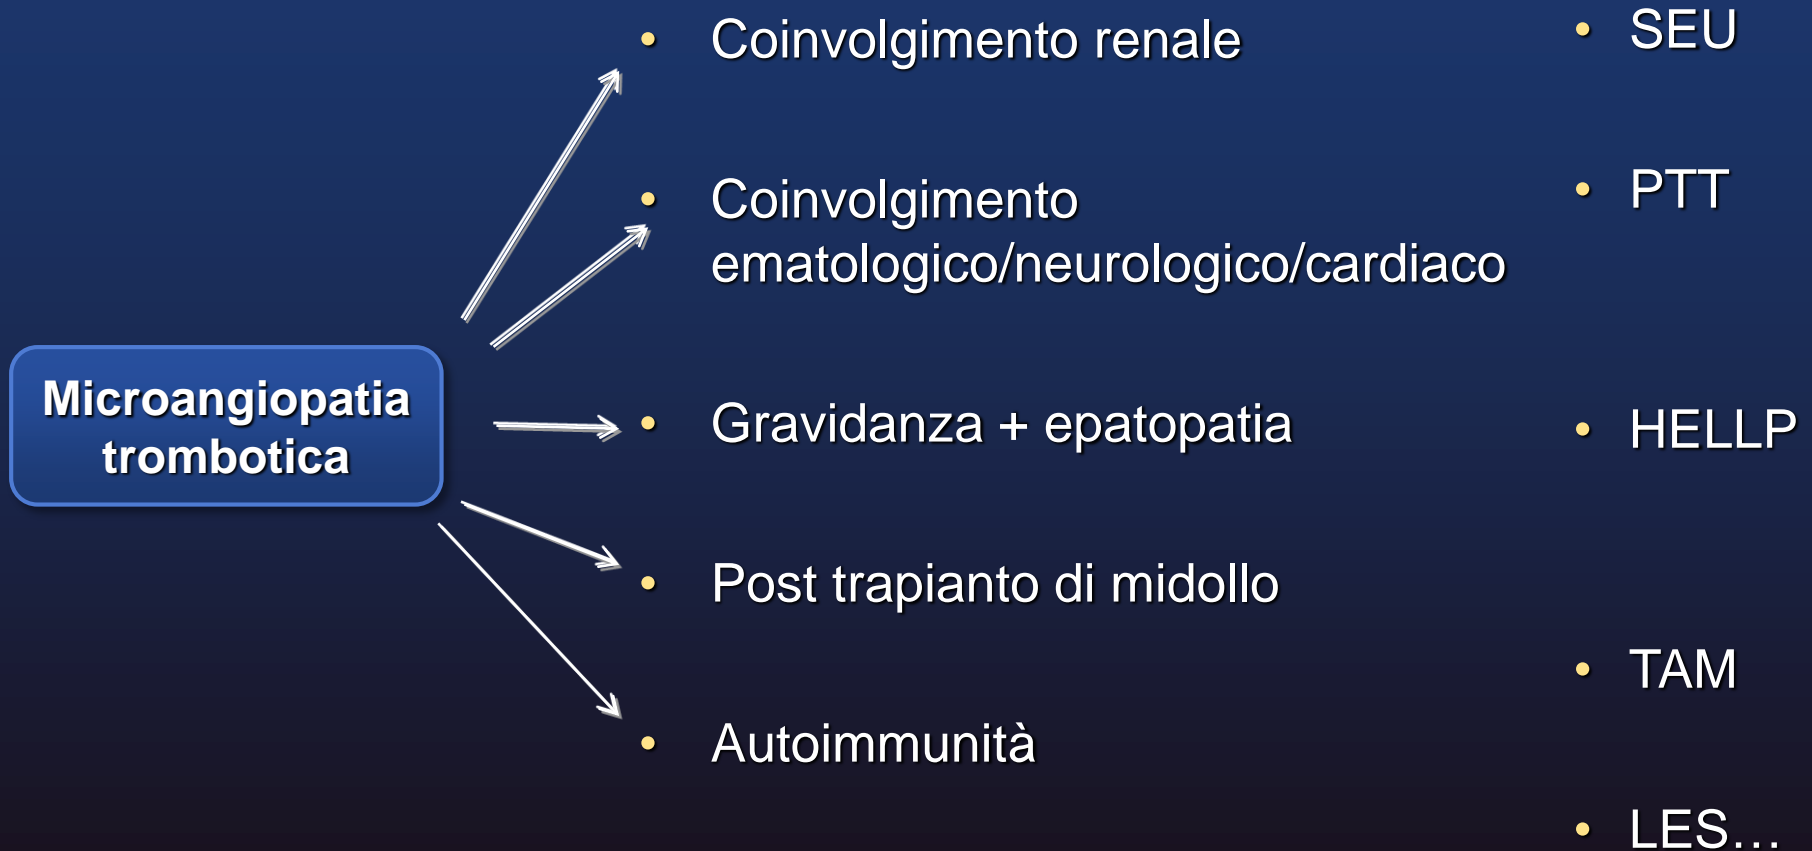 Microangiopatia
trombotica
• Coinvolgimento renale
• Coinvolgimento
ematologico/neurologico/cardiaco
• Gravidanza + epatopatia
• Post trapianto di midollo
• Autoimmunità
• SEU
• PTT
• HELLP
• TAM
• LES…